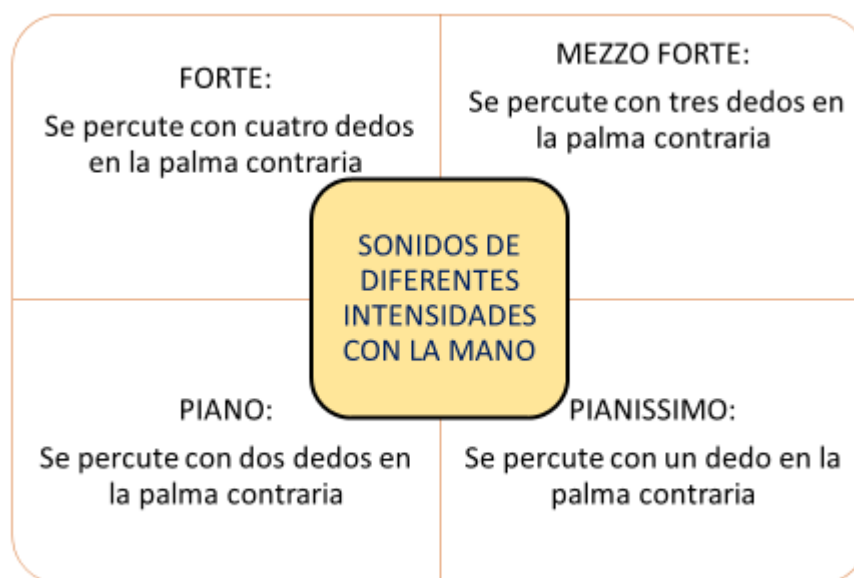 FORTE:
Se percute con cuatro dedos
en la palma contraria
MEZZO FORTE:
Se percute con tres dedos en
la palma contraria
SONIDOS DE
DIFERENTES
INTENSIDADES
CON LA MANO
PIANO:
Se percute con dos dedos en
la palma contraria
PIANISSIMO:
Se percute con un dedo en la
palma contraria